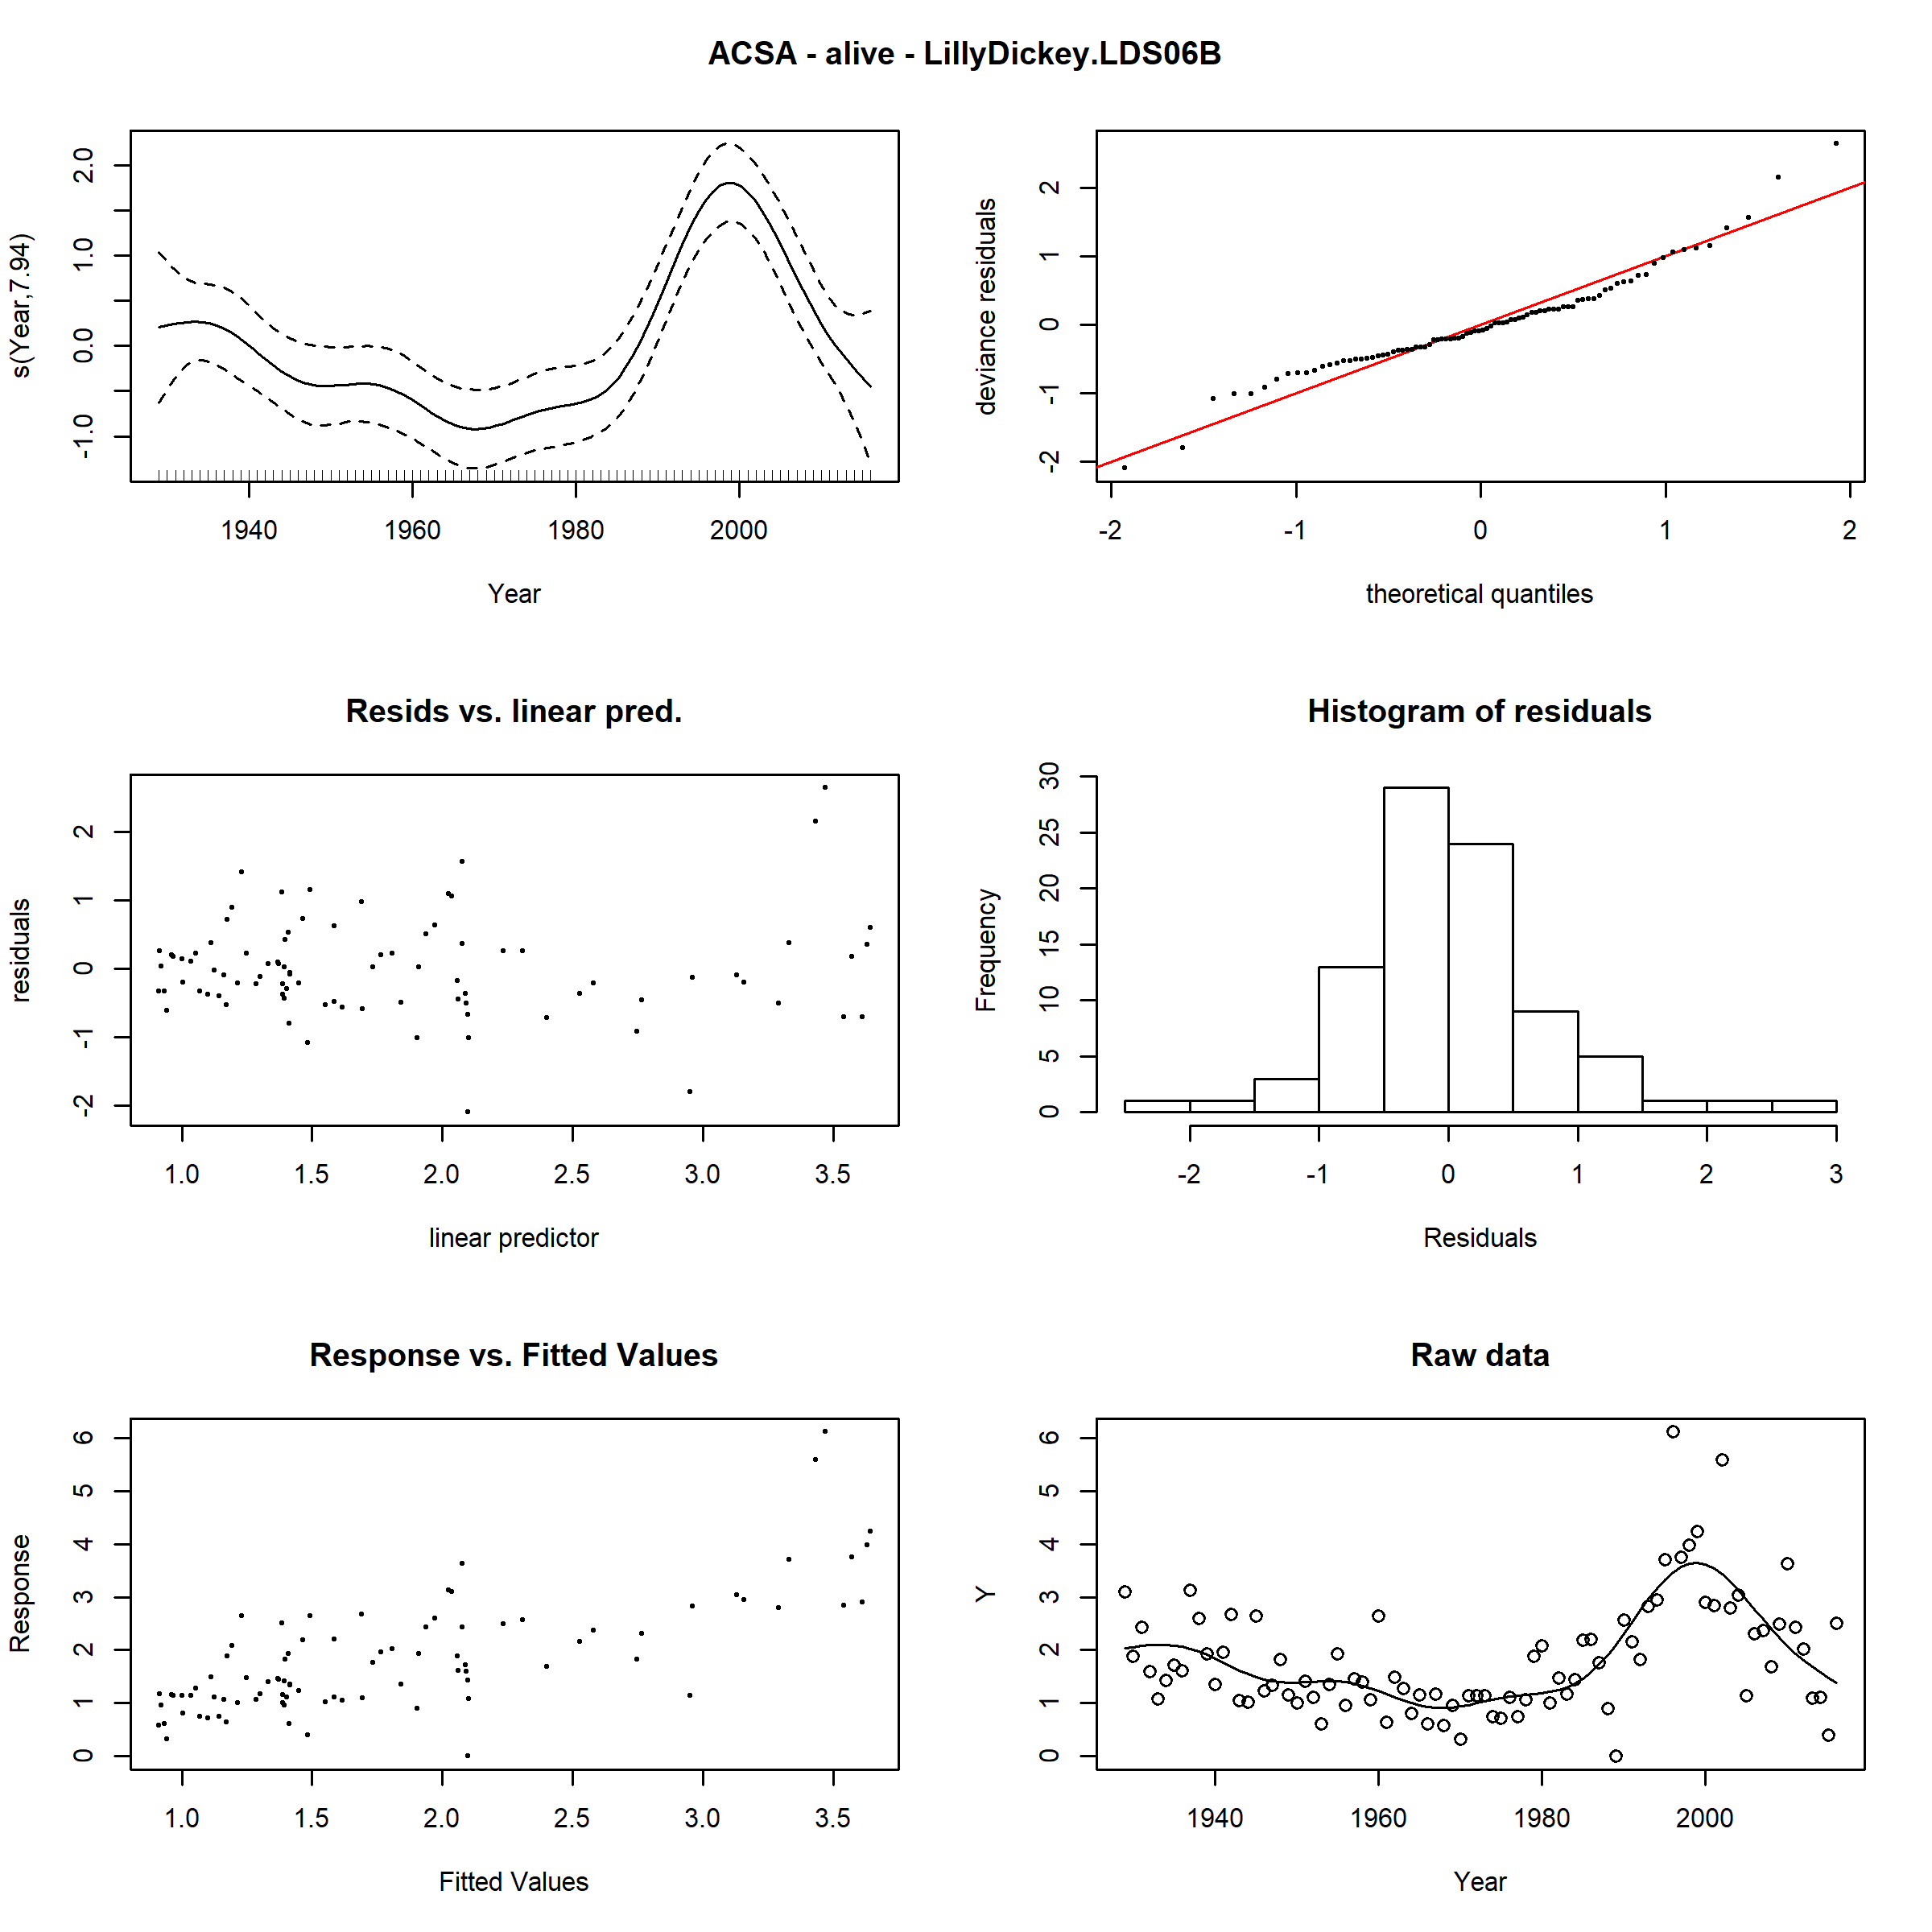 ACSA - alive - LillyDickey.LDS06B
s(Year,7.94)
-1.0 0.0 1.0 2.0
1940 1960 1980 2000
Year
deviance residuals
-2 -1 0 1 2
-2 -1 0 1 2
theoretical quantiles
Resids vs. linear pred.
residuals
-2 -1 0 1 2
1.0 1.5 2.0 2.5 3.0 3.5
linear predictor
Histogram of residuals
Frequency
0 5 10 15 20 25 30
-2 -1 0 1 2 3
Residuals
Response vs. Fitted Values
Response
0 1 2 3 4 5 6
1.0 1.5 2.0 2.5 3.0 3.5
Fitted Values
Raw data
Y
0 1 2 3 4 5 6
1940 1960 1980 2000
Year